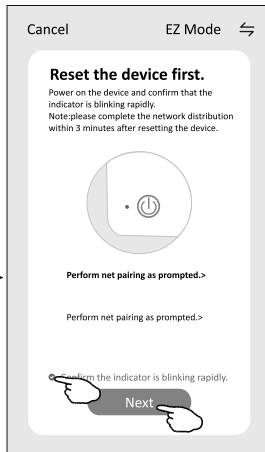 Cancel EZ Mode
Reset the device first.
Power on the device and confirm that the
indicator is blinking rapidly.
Note:please complete the network distribution
within 3 minutes after resetting the device.
Perform net pairing as prompted.>
Perform net pairing as prompted.>
Confirm the indicator is blinking rapidly.
Next